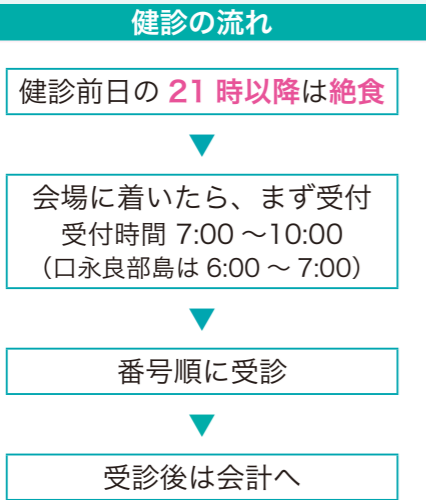 健診の流れ
健診前日の 21 時以降は絶食
▼
会場に着いたら、まず受付
受付時間 7:00 ～10:00
（口永良部島は 6:00 ～ 7:00）
▼
番号順に受診
▼
受診後は会計へ